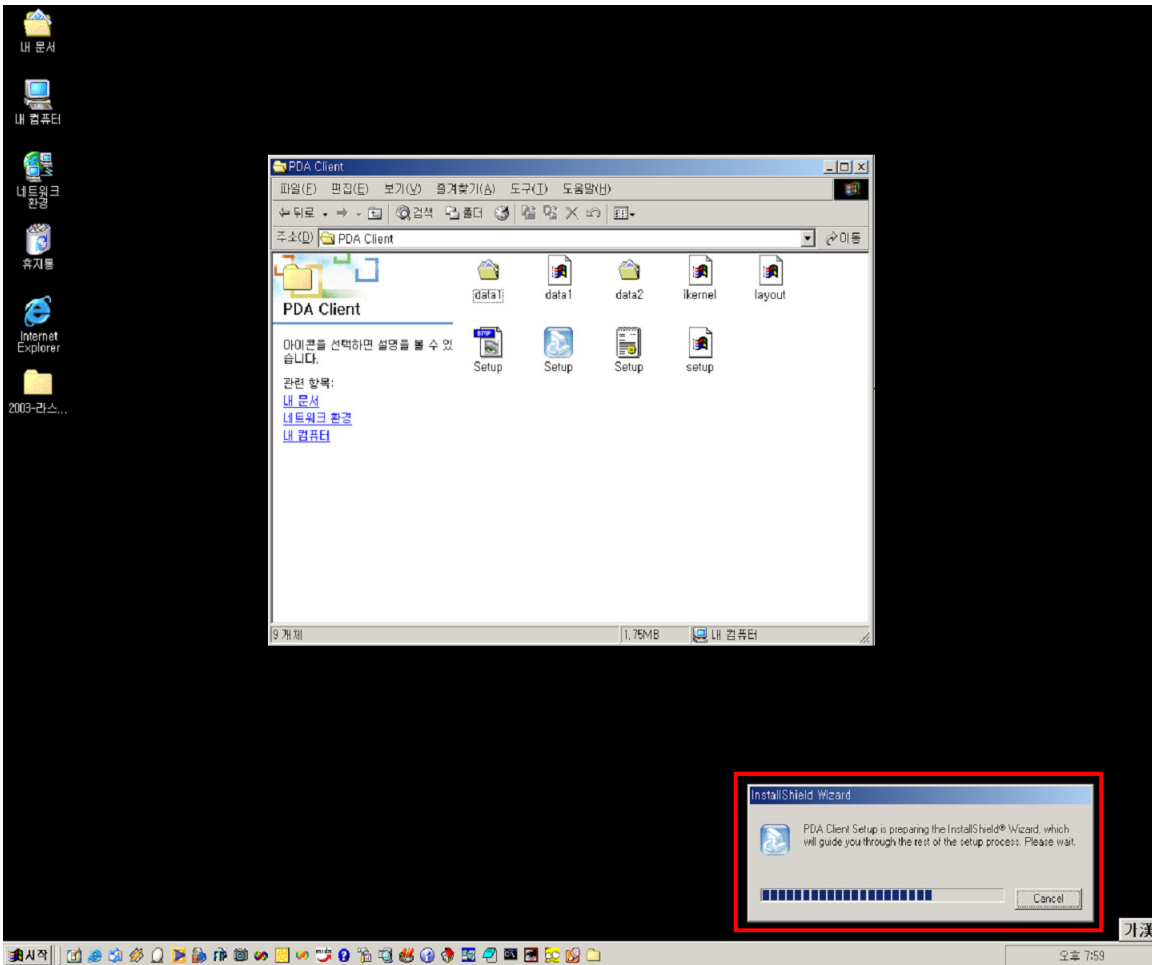 내 문서
내 컴퓨터
네트워크
환경
휴지통
Internet
Explorer
2003-라스...
PDA Client
파일(F) 편집(E) 보기(V) 즐겨찾기(A) 도구(T) 도움말(H)
뒤로 검색 폴더
주소(D) PDA Client 이동
data1 data1 data2 ikernel layout
PDA Client
아이콘을 선택하면 설명을 볼 수 있
습니다.
Setup Setup Setup setup
관련 항목:
내 문서
네트워크 환경
내 컴퓨터
9 개체 1.75MB 내 컴퓨터
InstallShield Wizard
PDA Client Setup is preparing the InstallShield® Wizard, which
will guide you through the rest of the setup process. Please wait.
Cancel
가漢
시작 오후 7:59